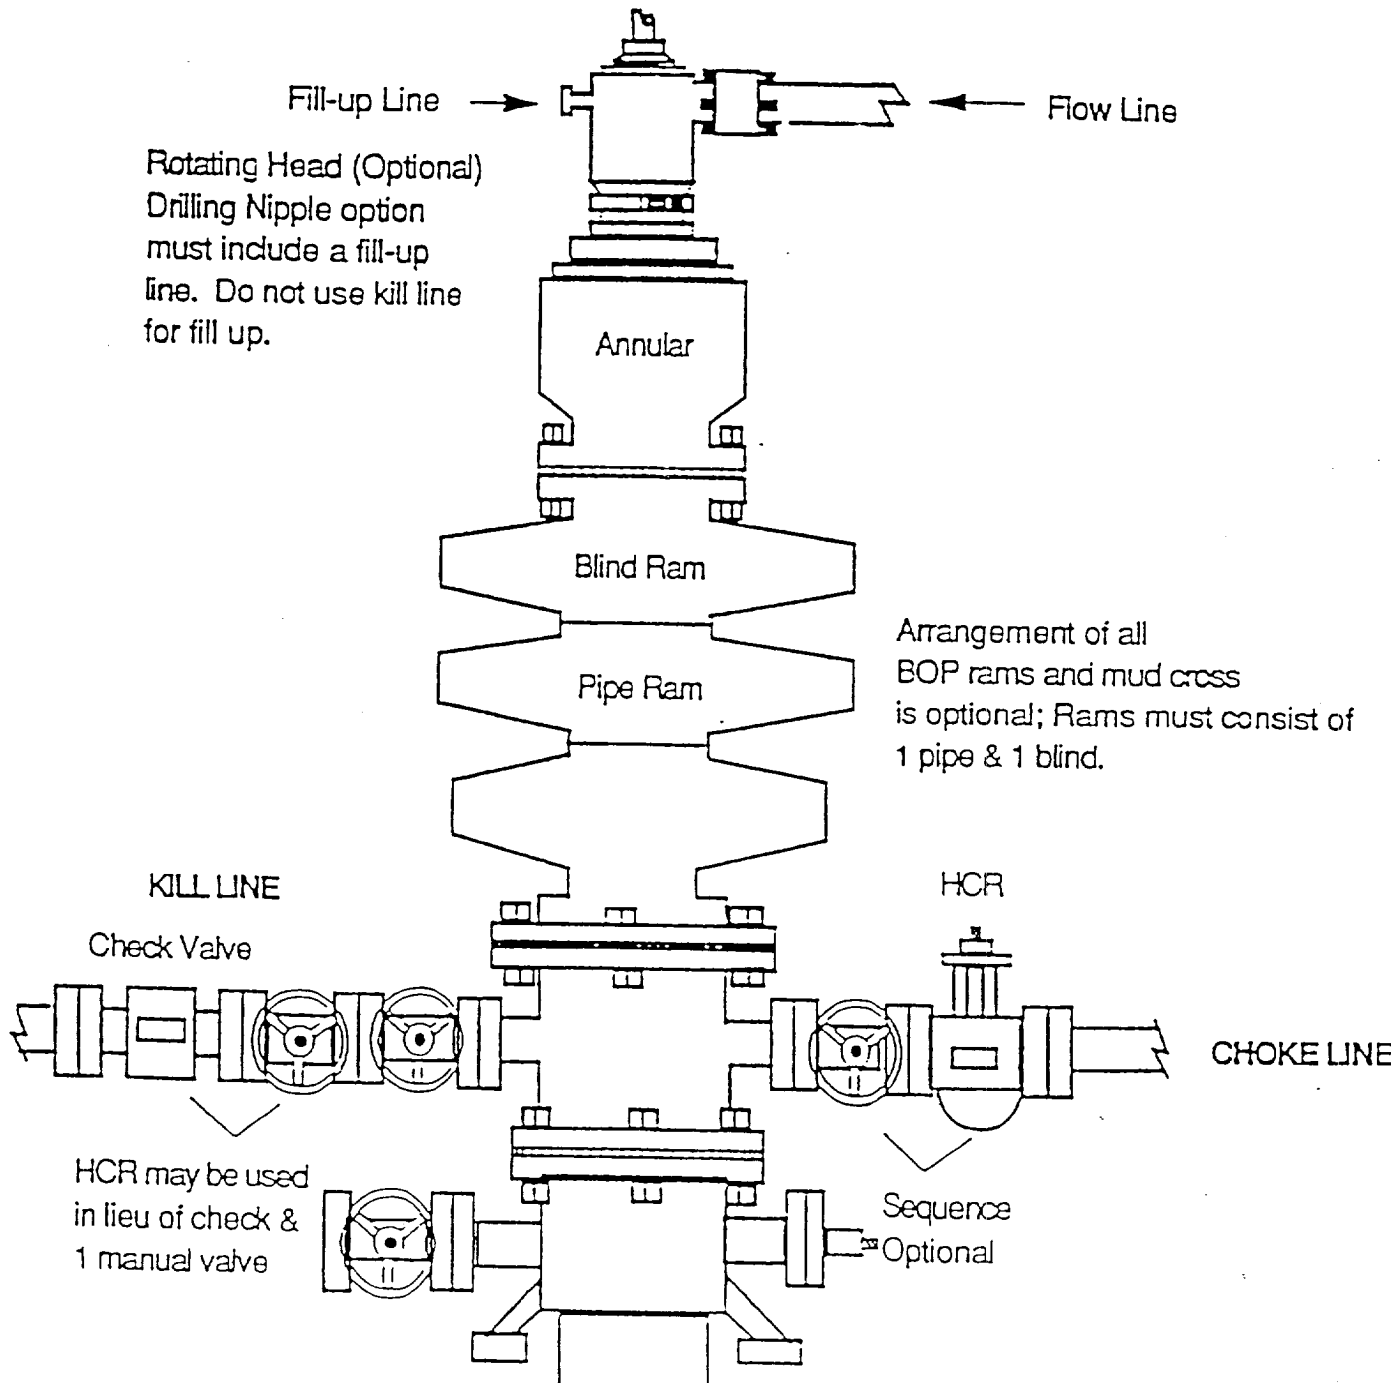 Fill-up Line
Flow Line
Rotating Head (Optional)
Drilling Nipple option
must include a fill-up
line. Do not use kill line
for fill up.
Annular
Blind Ram
Pipe Ram
Arrangement of all
BOP rams and mud cross
is optional; Rams must consist of
1 pipe & 1 blind.
KILL LINE
Check Valve
HCR
CHOKE LINE
HCR may be used
in lieu of check &
1 manual valve
Sequence
Optional